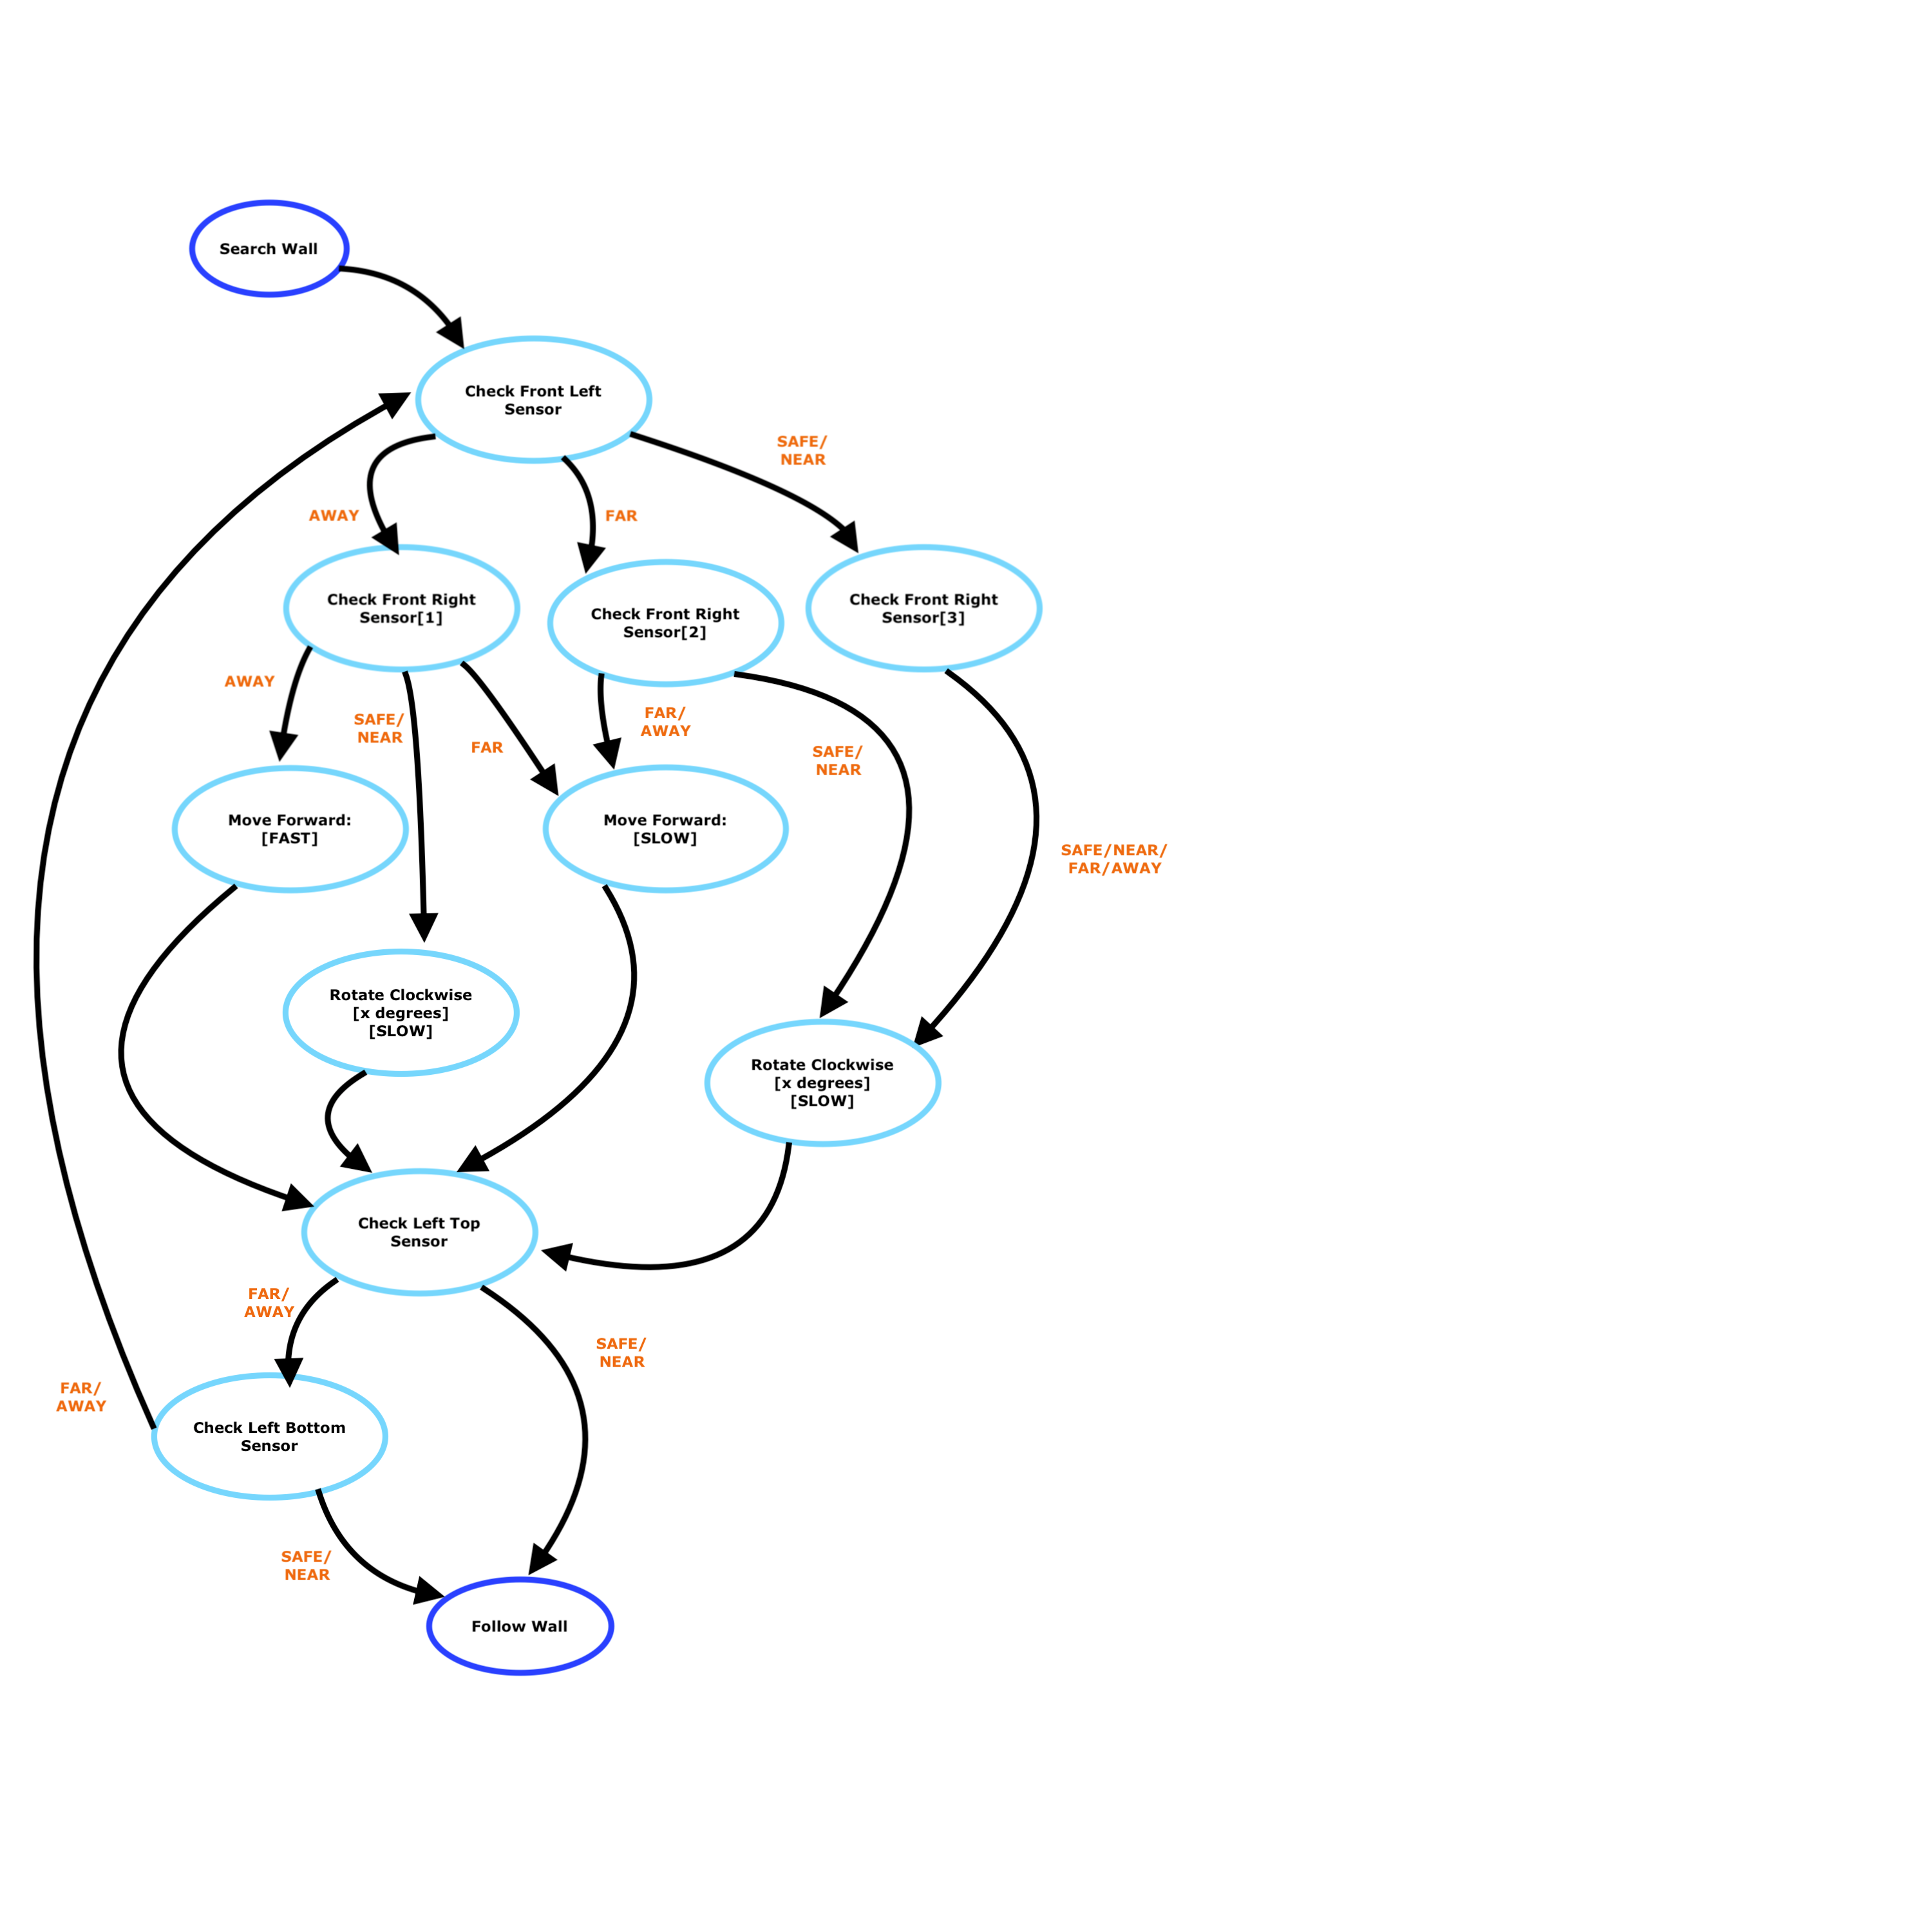 Search Wall
Check Front Left
Sensor
SAFE/
NEAR
AWAY
FAR
Check Front Right
Sensor[1]
Check Front Right
Sensor[2]
Check Front Right
Sensor[3]
AWAY
SAFE/
NEAR
FAR
FAR/
AWAY
SAFE/
NEAR
Move Forward:
[FAST]
Move Forward:
[SLOW]
SAFE/NEAR/
FAR/AWAY
Rotate Clockwise
[x degrees]
[SLOW]
Rotate Clockwise
[x degrees]
[SLOW]
Check Left Top
Sensor
FAR/
AWAY
SAFE/
NEAR
FAR/
AWAY
Check Left Bottom
Sensor
SAFE/
NEAR
Follow Wall